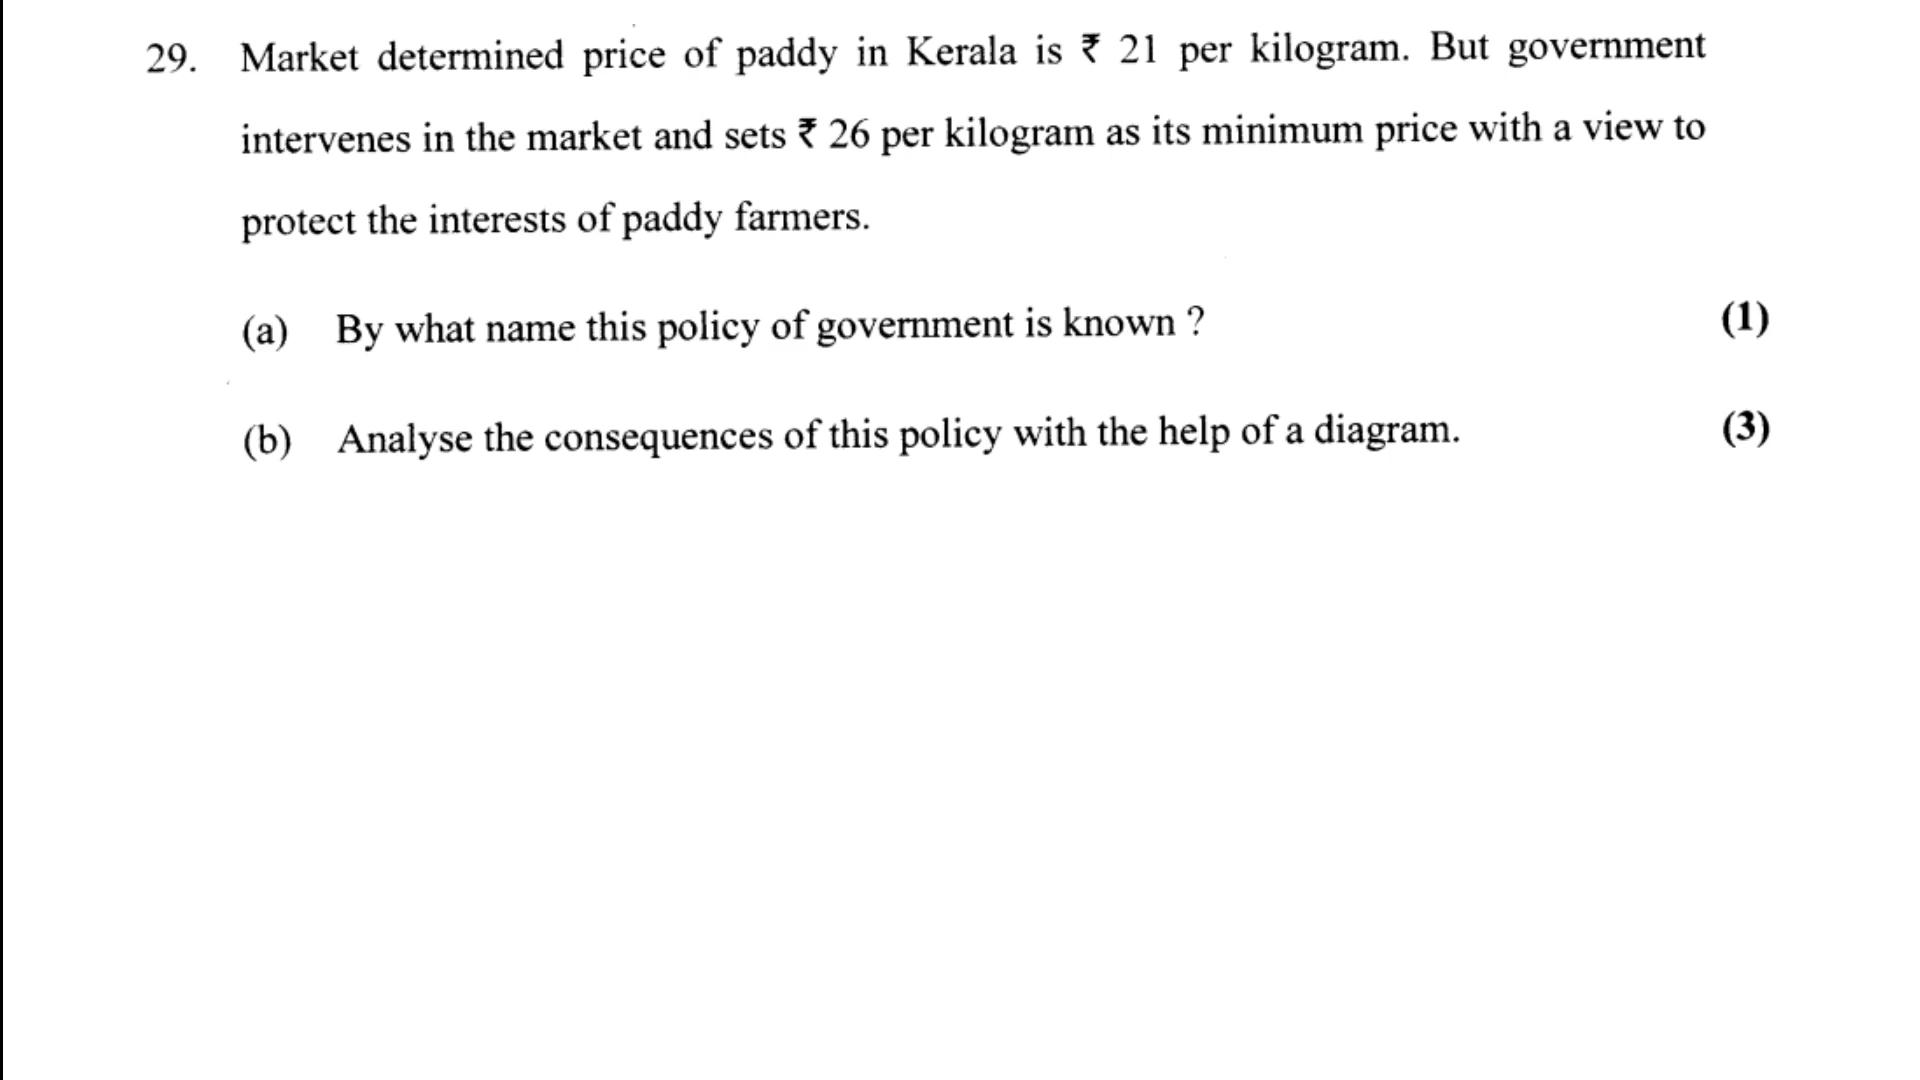 29. Market determined price of paddy in Kerala is ₹ 21 per kilogram. But government
intervenes in the market and sets ₹ 26 per kilogram as its minimum price with a view to
protect the interests of paddy farmers.
(a) By what name this policy of government is known ? (1)
(b) Analyse the consequences of this policy with the help of a diagram. (3)